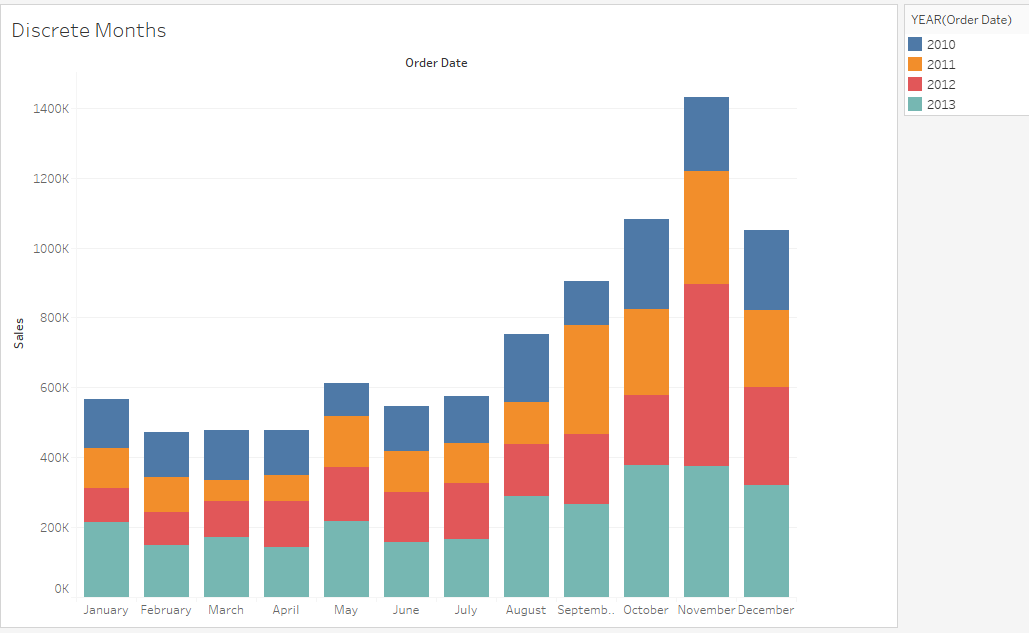 Discrete Months
Order Date
Sales
1400K
1200K
1000K
800K
600K
400K
200K
0K
January February March April May June July August Septemb.. October November December
YEAR(Order Date)
2010
2011
2012
2013